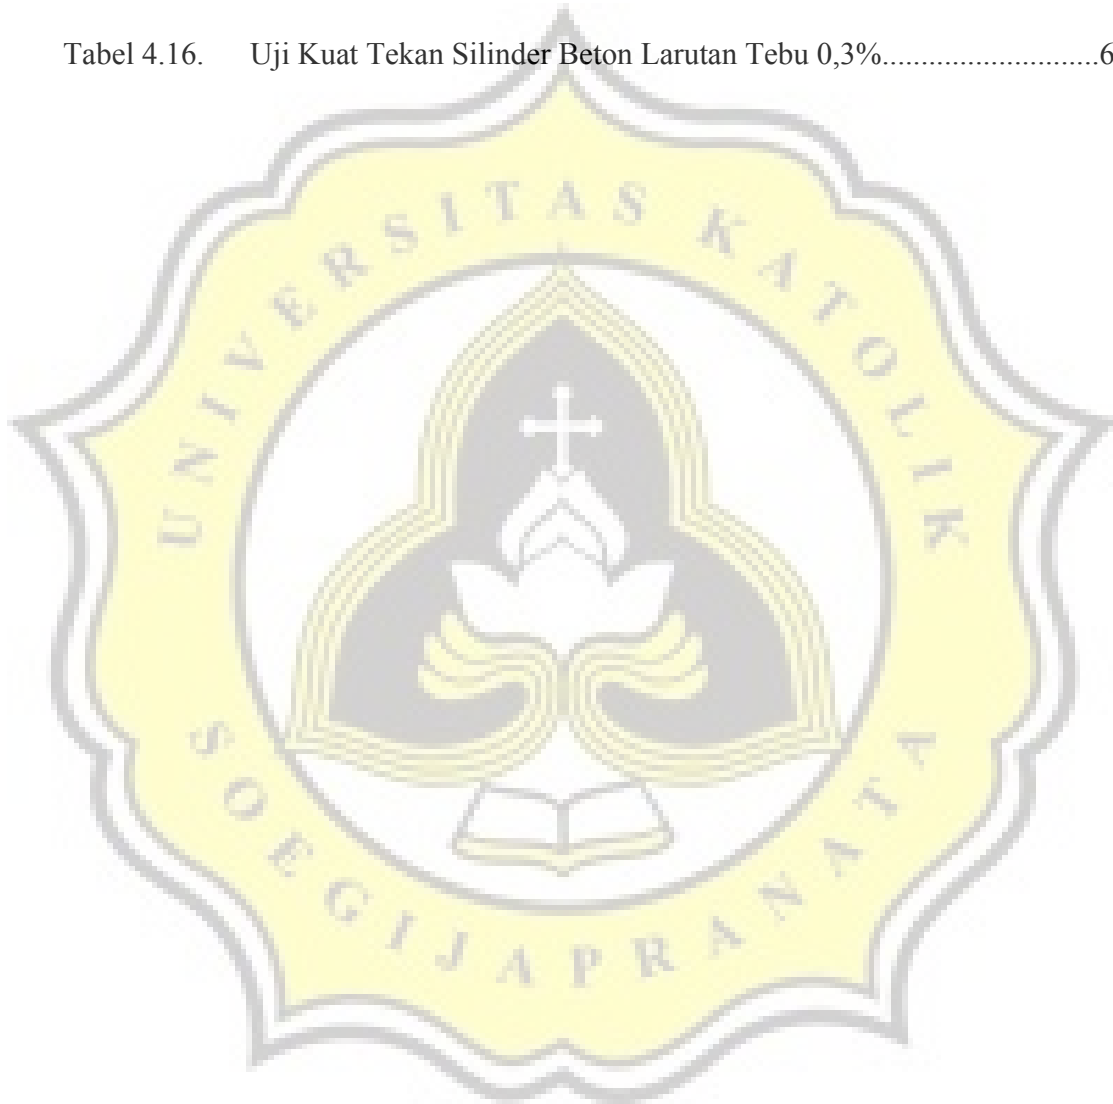 Tabel 4.16. Uji Kuat Tekan Silinder Beton Larutan Tebu 0,3%............................6
UNIVERSITAS KATOLIK
SOEGIJAPRANATA